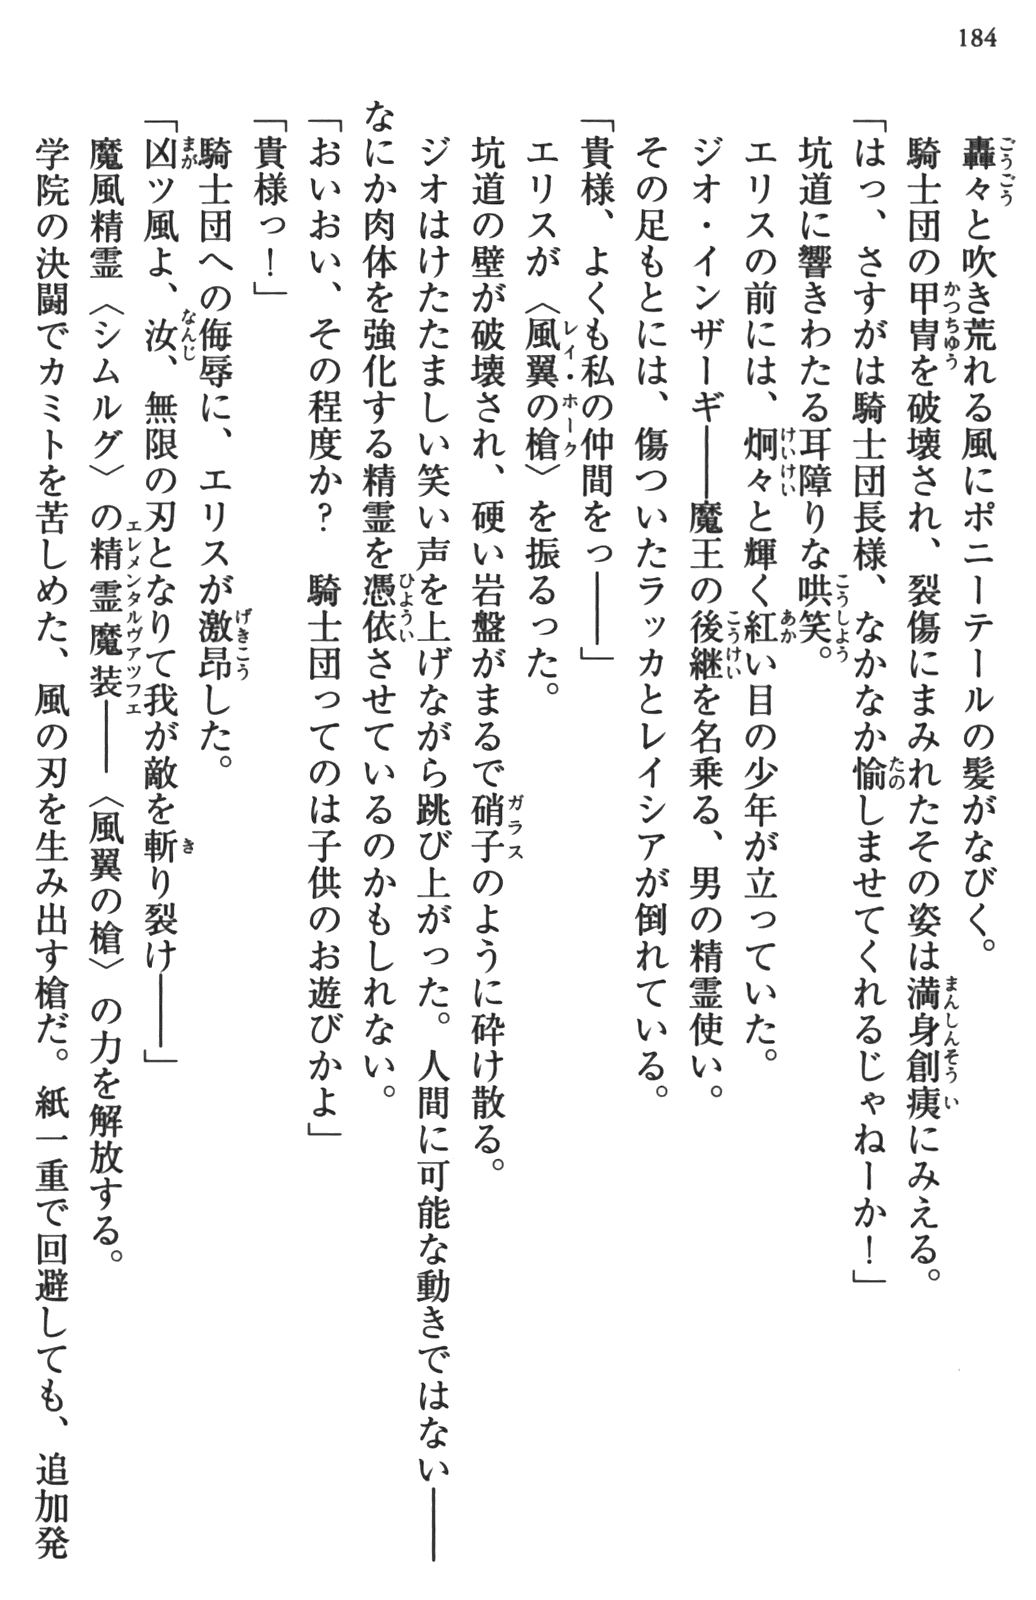 184
轟々と吹き荒れる風にポニーテールの髪がなびく。
騎士団の甲冑を破壊され、裂傷にまみれたその姿は満身創痍にみえる。
「はっ、さすがは騎士団長様、なかなか愉しませてくれるじゃねーか！」
坑道に響きわたる耳障りな哄笑。
エリスの前には、炯々と輝く紅い目の少年が立っていた。
ジオ・インザーギ――魔王の後継を名乗る、男の精霊使い。
その足もとには、傷ついたラッカとレイシアが倒れている。
「貴様、よくも私の仲間をっ――」
エリスが〈風翼の槍〉を振るった。
坑道の壁が破壊され、硬い岩盤がまるで硝子のように砕け散る。
ジオはけたたましい笑い声を上げながら跳び上がった。人間に可能な動きではない――
なにか肉体を強化する精霊を憑依させているのかもしれない。
「おいおい、その程度か？　騎士団ってのは子供のお遊びかよ」
「貴様っ！」
騎士団への侮辱に、エリスが激昂した。
「凶ツ風よ、汝、無限の刃となりて我が敵を斬り裂け――」
魔風精霊〈シムルグ〉の精霊魔装――〈風翼の槍〉の力を解放する。
学院の決闘でカミトを苦しめた、風の刃を生み出す槍だ。紙一重で回避しても、追加発